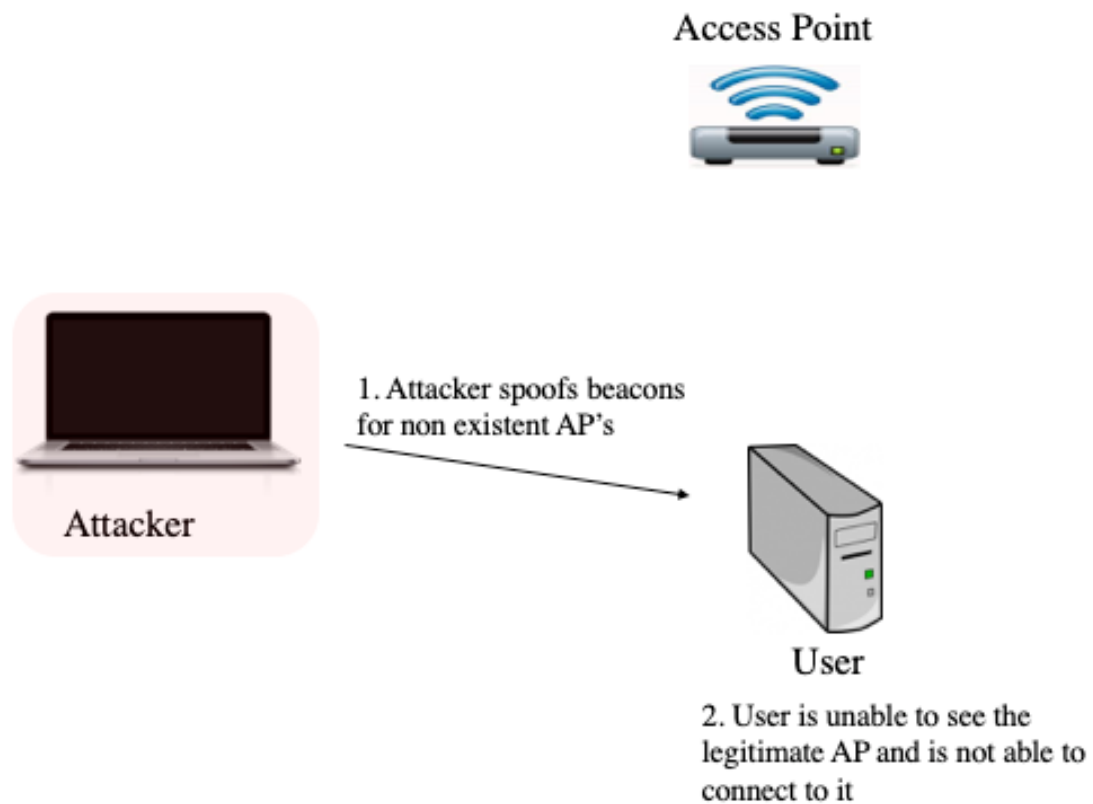 Access Point
1. Attacker spoofs beacons
for non existent AP's
Attacker
User
2. User is unable to see the
legitimate AP and is not able to
connect to it